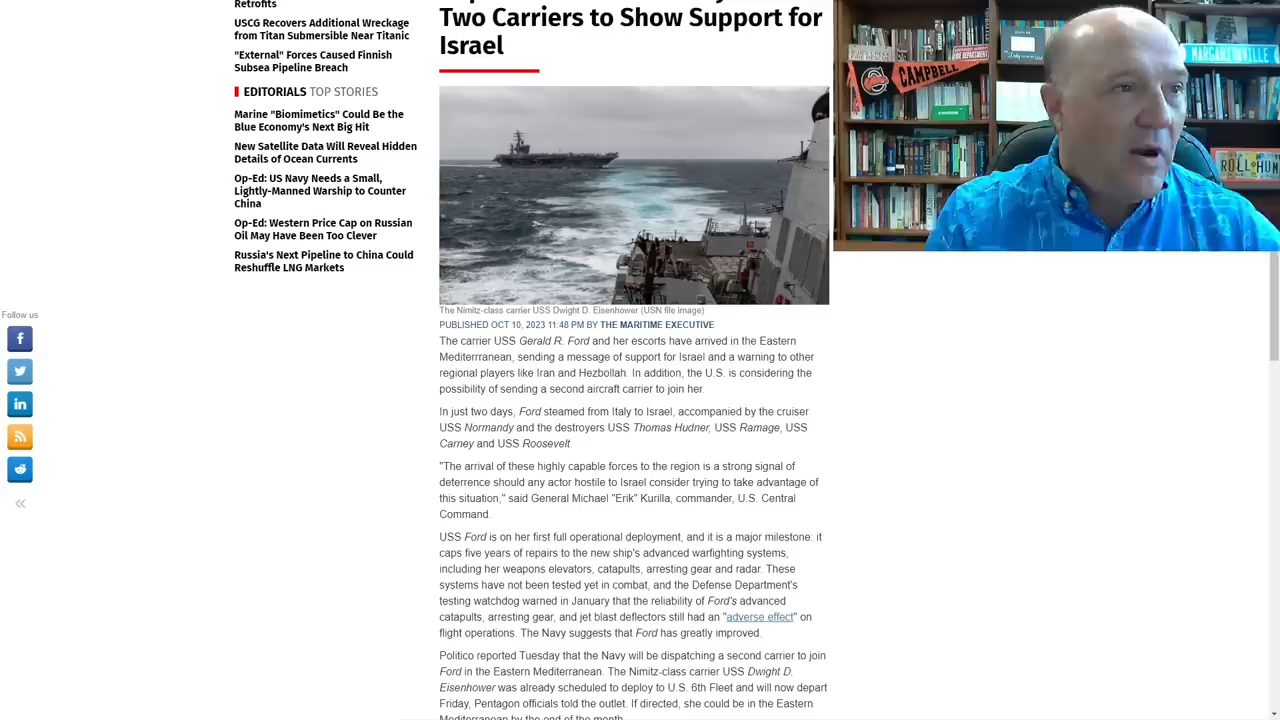 Retrofits
USCG Recovers Additional Wreckage
from Titan Submersible Near Titanic
"External" Forces Caused Finnish
Subsea Pipeline Breach
EDITORIALS TOP STORIES
Marine "Biomimetics" Could Be the
Blue Economy's Next Big Hit
New Satellite Data Will Reveal Hidden
Details of Ocean Currents
Op-Ed: US Navy Needs a Small,
Lightly-Manned Warship to Counter
China
Op-Ed: Western Price Cap on Russian
Oil May Have Been Too Clever
Russia's Next Pipeline to China Could
Reshuffle LNG Markets
Follow us
Two Carriers to Show Support for
Israel
The Nimitz-class carrier USS Dwight D. Eisenhower (USN file image)
PUBLISHED OCT 10, 2023 11:48 PM BY THE MARITIME EXECUTIVE
The carrier USS Gerald R. Ford and her escorts have arrived in the Eastern
Mediterrranean, sending a message of support for Israel and a warning to other
regional players like Iran and Hezbollah. In addition, the U.S. is considering the
possibility of sending a second aircraft carrier to join her.
In just two days, Ford steamed from Italy to Israel, accompanied by the cruiser
USS Normandy and the destroyers USS Thomas Hudner, USS Ramage, USS
Carney and USS Roosevelt.
"The arrival of these highly capable forces to the region is a strong signal of
deterrence should any actor hostile to Israel consider trying to take advantage of
this situation," said General Michael "Erik" Kurilla, commander, U.S. Central
Command.
USS Ford is on her first full operational deployment, and it is a major milestone: it
caps five years of repairs to the new ship's advanced warfighting systems,
including her weapons elevators, catapults, arresting gear and radar. These
systems have not been tested yet in combat, and the Defense Department's
testing watchdog warned in January that the reliability of Ford's advanced
catapults, arresting gear, and jet blast deflectors still had an "adverse effect" on
flight operations. The Navy suggests that Ford has greatly improved.
Politico reported Tuesday that the Navy will be dispatching a second carrier to join
Ford in the Eastern Mediterranean. The Nimitz-class carrier USS Dwight D.
Eisenhower was already scheduled to deploy to U.S. 6th Fleet and will now depart
Friday, Pentagon officials told the outlet. If directed, she could be in the Eastern
Mediterranean by the end of the month.
CAMPBELL
MARGARITAVILLE
ROLL HUM